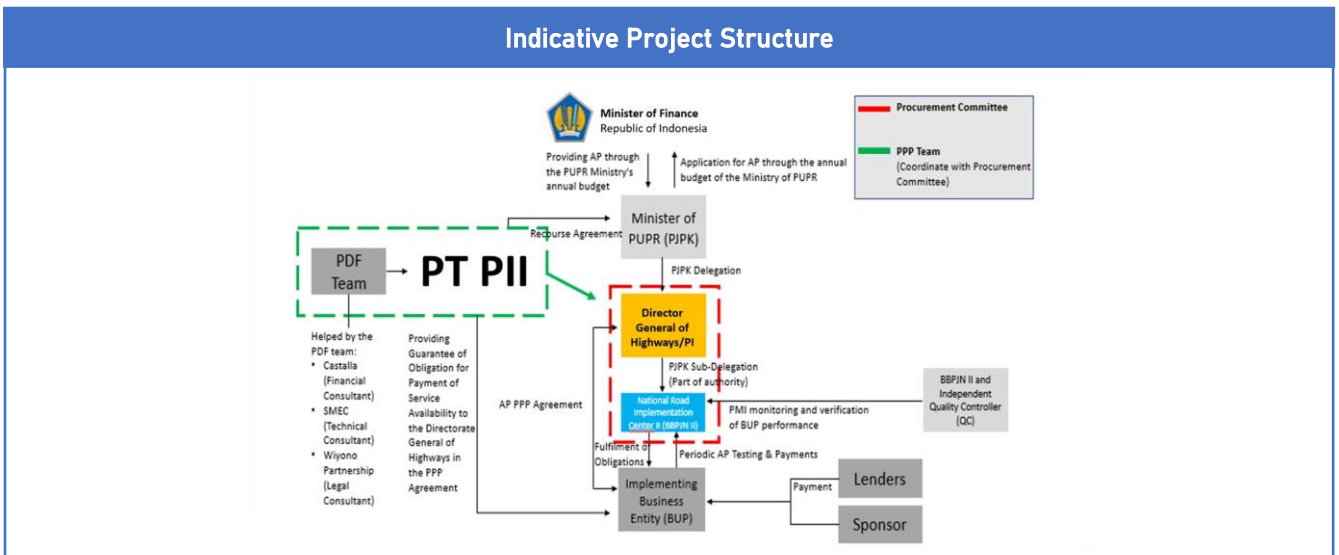 Indicative Project Structure
Minister of Finance
Republic of Indonesia
Procurement Committee
PPP Team
(Coordinate with Procurement
Committee)
Providing AP through
the PUPR Ministry's
annual budget
Application for AP through the annual
budget of the Ministry of PUPR
Minister of
PUPR (PJPK)
Recourse Agreement
PDF
Team
PT PII
PJPK Delegation
Director
General of
Highways/PI
Helped by the
PDF team:
• Castalla
(Financial
Consultant)
• SMEC
(Technical
Consultant)
• Wiyono
Partnership
(Legal
Consultant)
Providing
Guarantee of
Obligation for
Payment of
Service
Availability to
the Directorate
General of
Highways in
the PPP
Agreement
AP PPP Agreement
PJPK Sub-Delegation
(Part of authority)
National Road
Implementation
Center II (BBPJN II)
PMI monitoring and verification
of BUP performance
BBPJN II and
Independent
Quality Controller
(QC)
Fulfilment of
Obligations
Periodic AP Testing & Payments
Implementing
Business
Entity (BUP)
Payment
Lenders
Sponsor